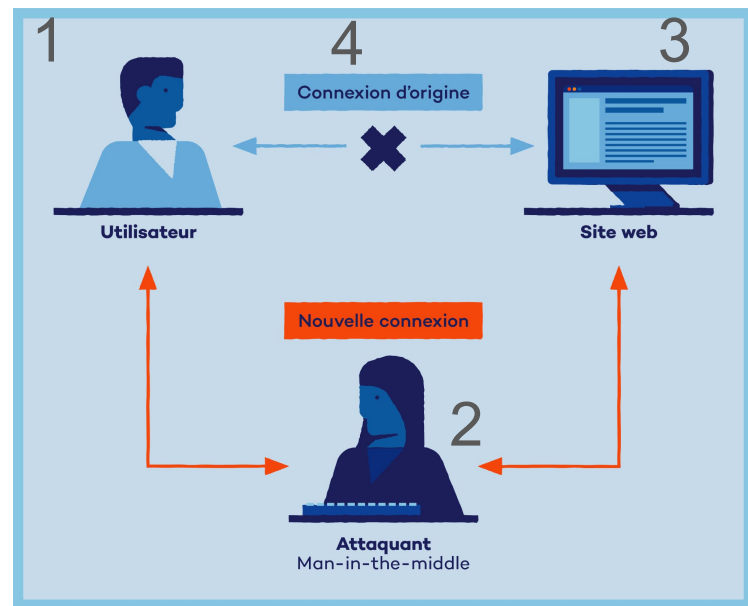 1
4
3
Connexion d'origine
Utilisateur
Site web
Nouvelle connexion
2
Attaquant
Man-in-the-middle